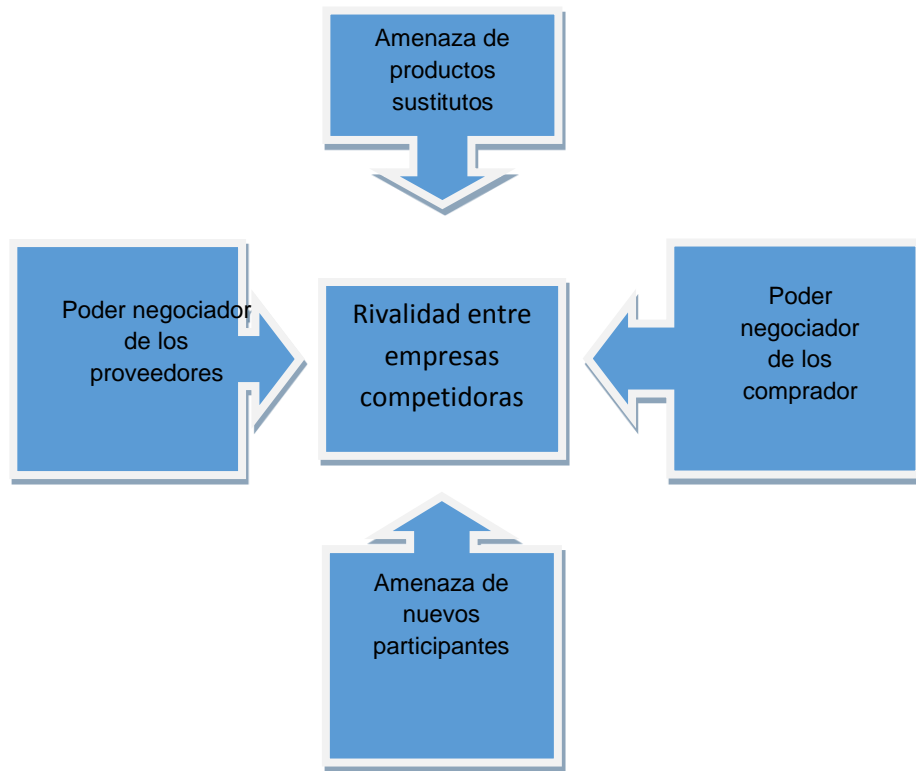 Amenaza de
productos
sustitutos
Poder negociador
de los
proveedores
Rivalidad entre
empresas
competidoras
Poder
negociador
de los
comprador
Amenaza de
nuevos
participantes